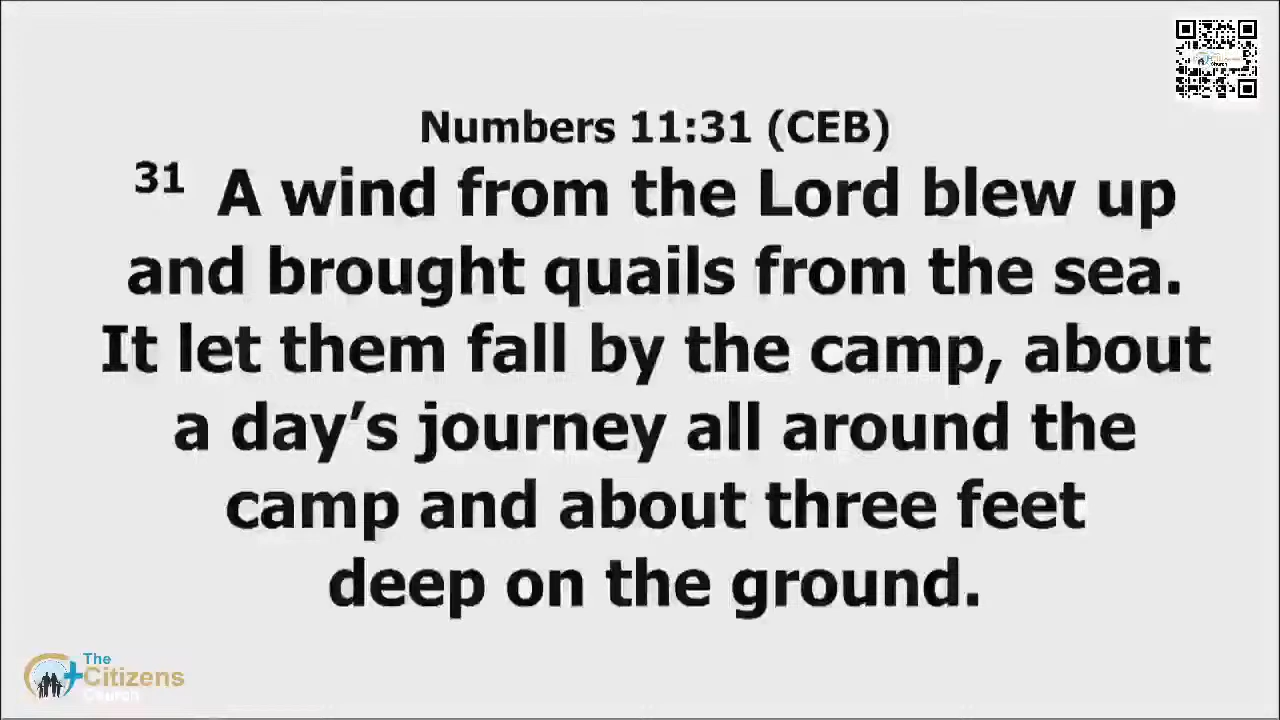 Numbers 11:31 (CEB)
31 A wind from the Lord blew up
and brought quails from the sea.
It let them fall by the camp, about
a day’s journey all around the
camp and about three feet
deep on the ground.
The
Citizens
Church